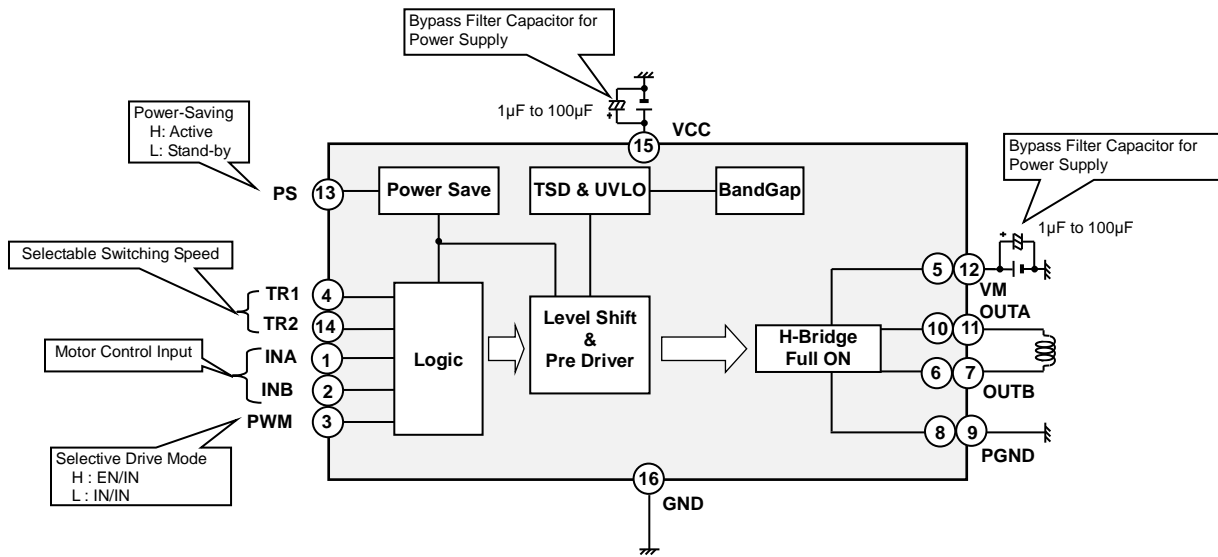 Bypass Filter Capacitor for
Power Supply
1µF to 100µF
VCC
15
Power-Saving
H: Active
L: Stand-by
PS
13
Power Save
TSD & UVLO
BandGap
Bypass Filter Capacitor for
Power Supply
1µF to 100µF
5
12
VM
Selectable Switching Speed
TR1
4
TR2
14
Motor Control Input
INA
1
INB
2
PWM
3
Selective Drive Mode
H : EN/IN
L : IN/IN
Logic
Level Shift
&
Pre Driver
H-Bridge
Full ON
OUTA
10
11
6
7
OUTB
8
9
PGND
16
GND
+
+